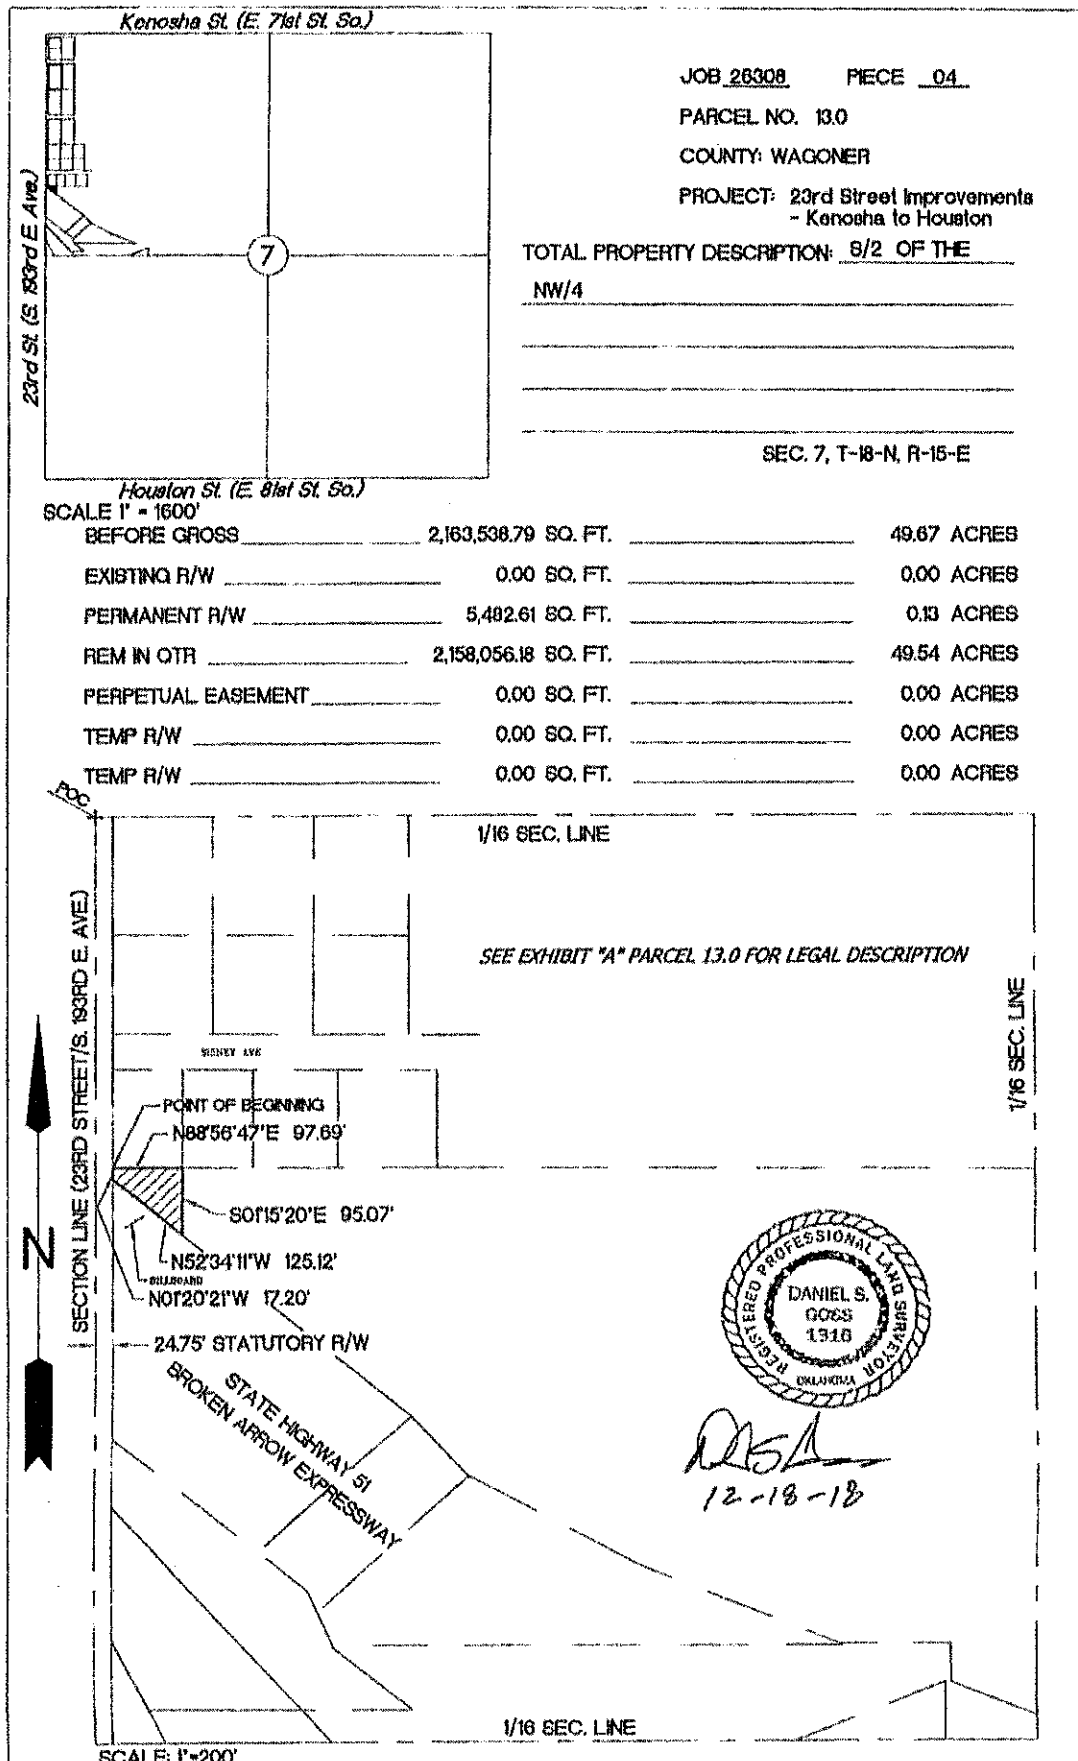 Kenosha St. (E. 71st St. So.)
23rd St. (S. 193rd E. Ave.)
7
Houston St. (E. 81st St. So.)
SCALE 1" = 1600'
JOB 26308 PIECE 04
PARCEL NO. 13.0
COUNTY: WAGONER
PROJECT: 23rd Street Improvements
- Kenosha to Houston
TOTAL PROPERTY DESCRIPTION: S/2 OF THE
NW/4
SEC. 7, T-18-N, R-15-E
BEFORE GROSS 2,163,538.79 SQ. FT. 49.67 ACRES
EXISTING R/W 0.00 SQ. FT. 0.00 ACRES
PERMANENT R/W 5,482.61 SQ. FT. 0.13 ACRES
REM IN QTR 2,158,056.18 SQ. FT. 49.54 ACRES
PERPETUAL EASEMENT 0.00 SQ. FT. 0.00 ACRES
TEMP R/W 0.00 SQ. FT. 0.00 ACRES
TEMP R/W 0.00 SQ. FT. 0.00 ACRES
POC
1/16 SEC. LINE
SECTION LINE (23RD STREET/S. 193RD E. AVE.)
SEE EXHIBIT "A" PARCEL 13.0 FOR LEGAL DESCRIPTION
1/16 SEC. LINE
SIDNEY AVE
POINT OF BEGINNING
N88°56'47"E 97.69'
S01°15'20"E 95.07'
N52°34'11"W 125.12'
BILLBOARD
N01°20'21"W 17.20'
24.75' STATUTORY R/W
N
STATE HIGHWAY 51
BROKEN ARROW EXPRESSWAY
REGISTERED PROFESSIONAL LAND SURVEYOR
DANIEL S.
GOSS
1316
OKLAHOMA
12-18-18
1/16 SEC. LINE
SCALE: 1"=200'